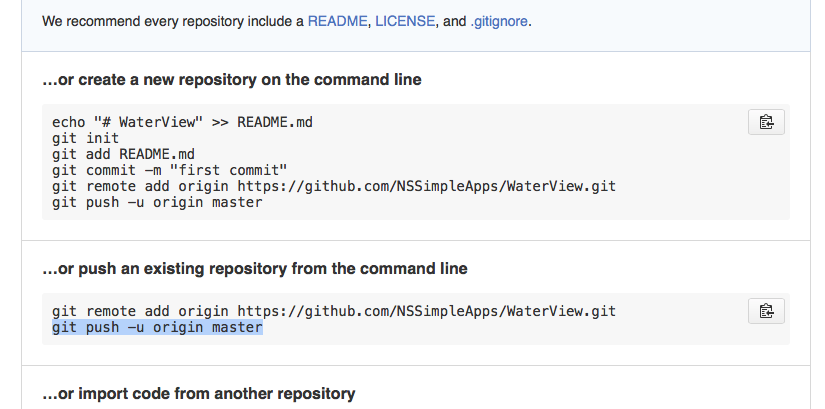 We recommend every repository include a README, LICENSE, and .gitignore.
...or create a new repository on the command line
echo "# WaterView" >> README.md
git init
git add README.md
git commit -m "first commit"
git remote add origin https://github.com/NSSimpleApps/WaterView.git
git push -u origin master
...or push an existing repository from the command line
git remote add origin https://github.com/NSSimpleApps/WaterView.git
git push -u origin master
...or import code from another repository